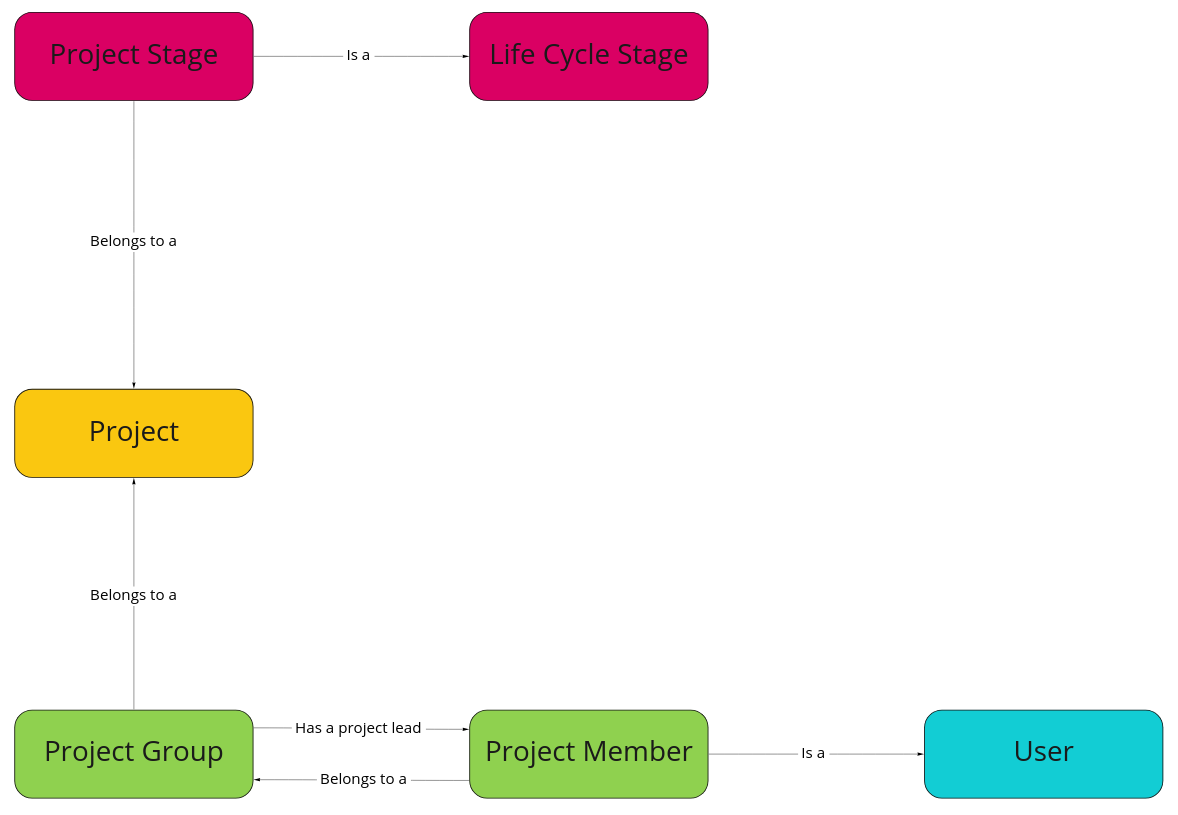 Project Stage
Is a
Life Cycle Stage
Belongs to a
Project
Belongs to a
Project Group
Has a project lead
Belongs to a
Project Member
Is a
User